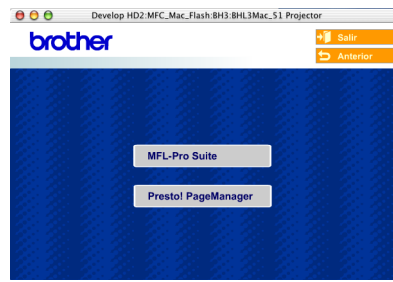 Develop HD2:MFC_Mac_Flash:BH3:BHL3Mac_51 Projector
brother
Salir
Anterior
MFL-Pro Suite
Presto! PageManager